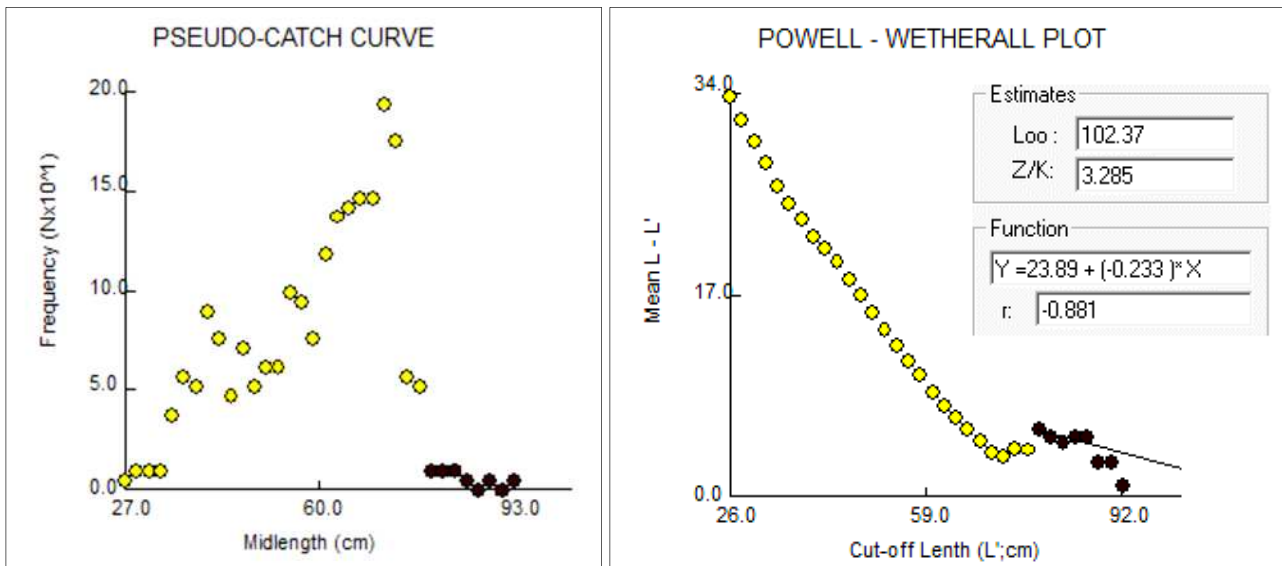 PSEUDO-CATCH CURVE
20.0
15.0
10.0
5.0
0.0
27.0 60.0 93.0
Frequency (Nx10^1)
Midlength (cm)
POWELL - WETHERALL PLOT
34.0
17.0
0.0
26.0 59.0 92.0
Mean L - L'
Cut-off Lenth (L';cm)
Estimates
Loo : 102.37
Z/K: 3.285
Function
Y =23.89 + (-0.233 )* X
r: -0.881